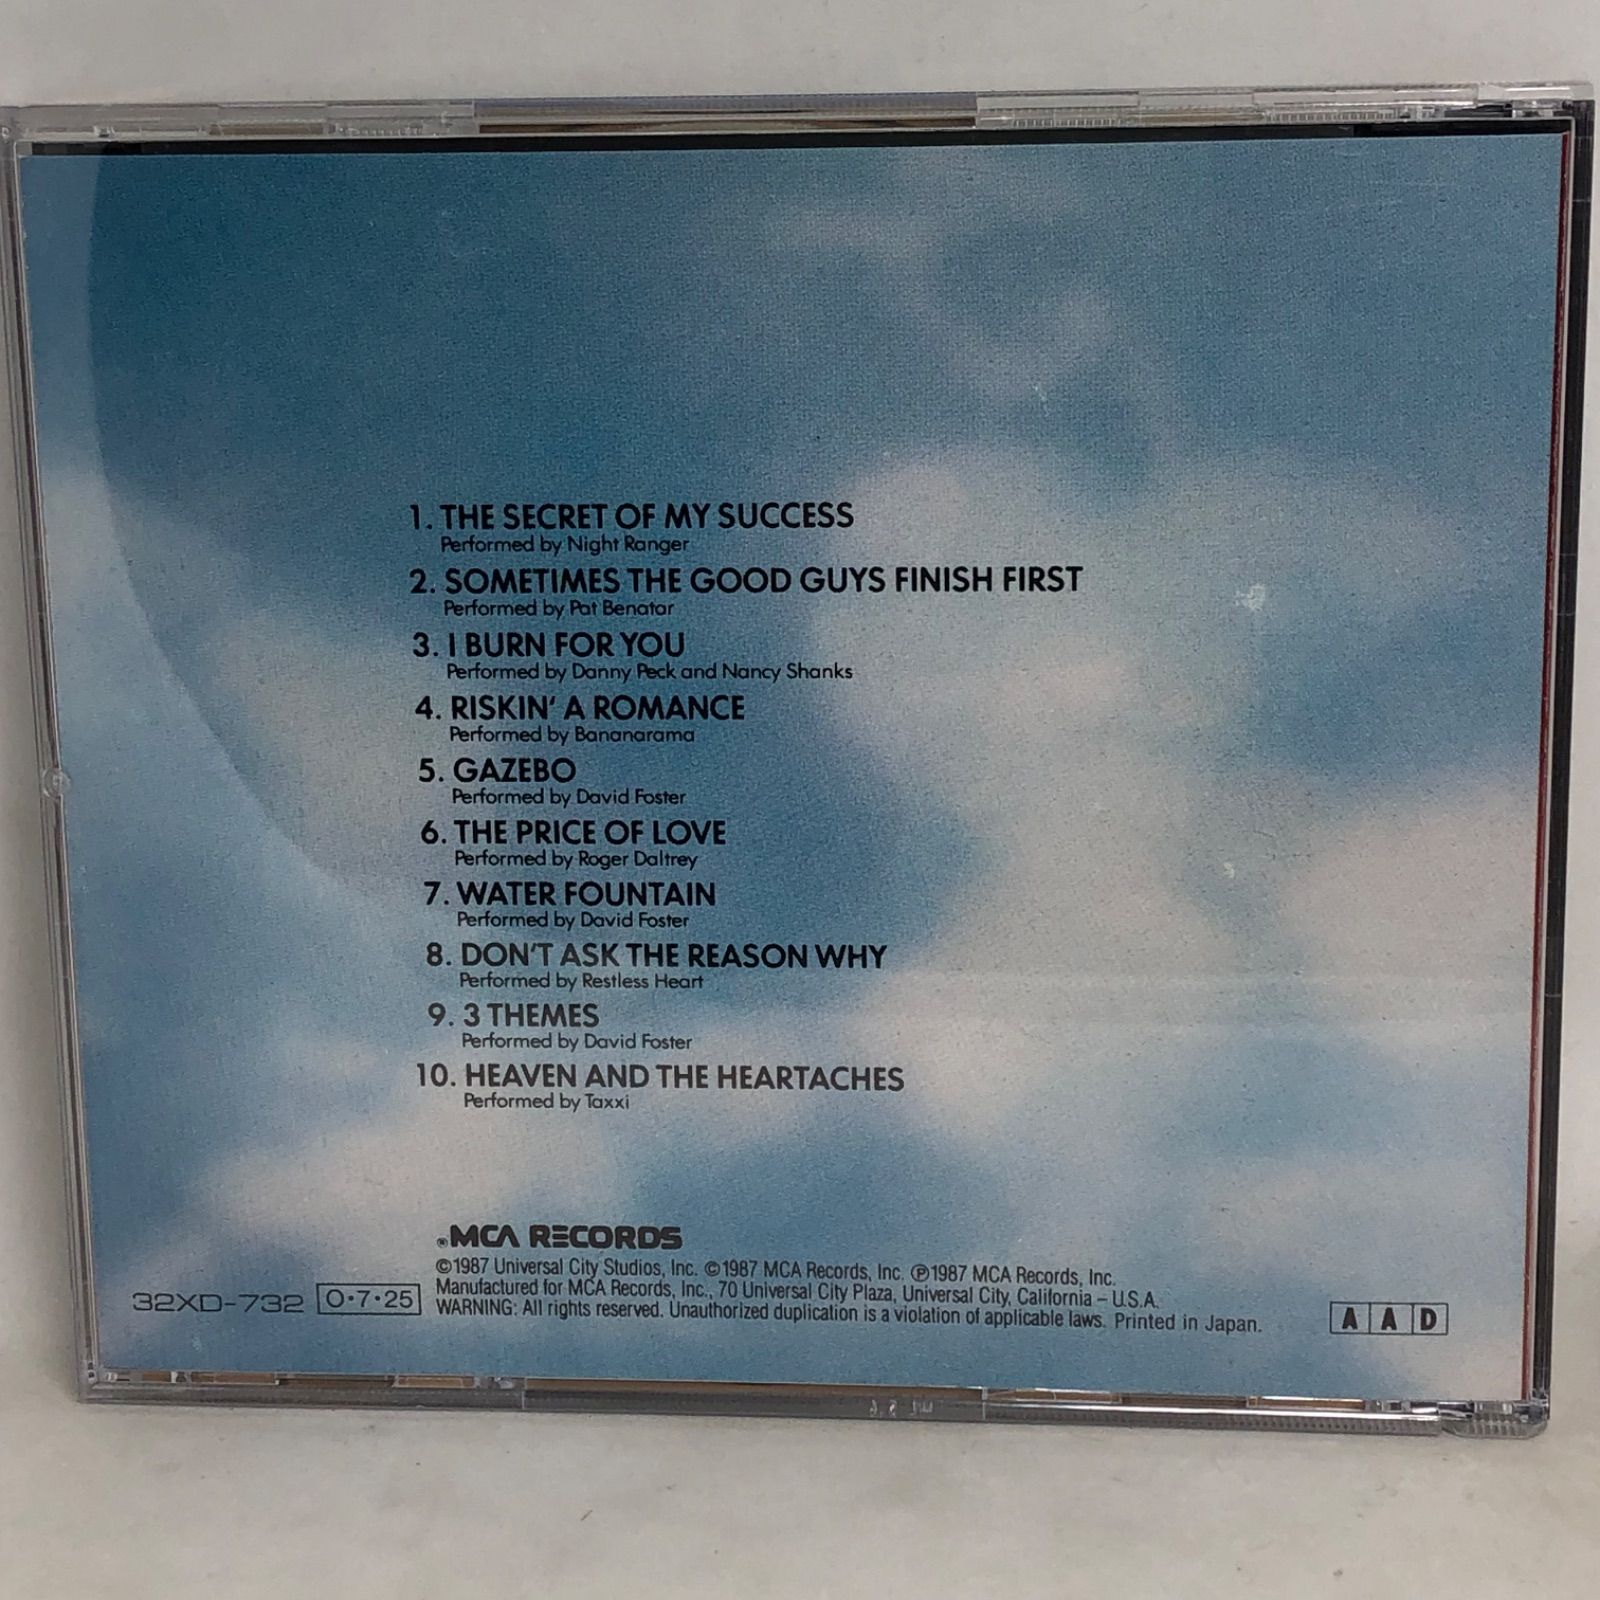 1. THE SECRET OF MY SUCCESS
Performed by Night Ranger
2. SOMETIMES THE GOOD GUYS FINISH FIRST
Performed by Pat Benatar
3. I BURN FOR YOU
Performed by Danny Peck and Nancy Shanks
4. RISKIN' A ROMANCE
Performed by Bananarama
5. GAZEBO
Performed by David Foster
6. THE PRICE OF LOVE
Performed by Roger Daltrey
7. WATER FOUNTAIN
Performed by David Foster
8. DON'T ASK THE REASON WHY
Performed by Restless Heart
9. 3 THEMES
Performed by David Foster
10. HEAVEN AND THE HEARTACHES
Performed by Taxxi
®MCA RECORDS
©1987 Universal City Studios, Inc. ©1987 MCA Records, Inc. ℗1987 MCA Records, Inc.
Manufactured for MCA Records, Inc., 70 Universal City Plaza, Universal City, California – U.S.A.
WARNING: All rights reserved. Unauthorized duplication is a violation of applicable laws. Printed in Japan.
32XD-732 O•7•25
A A D